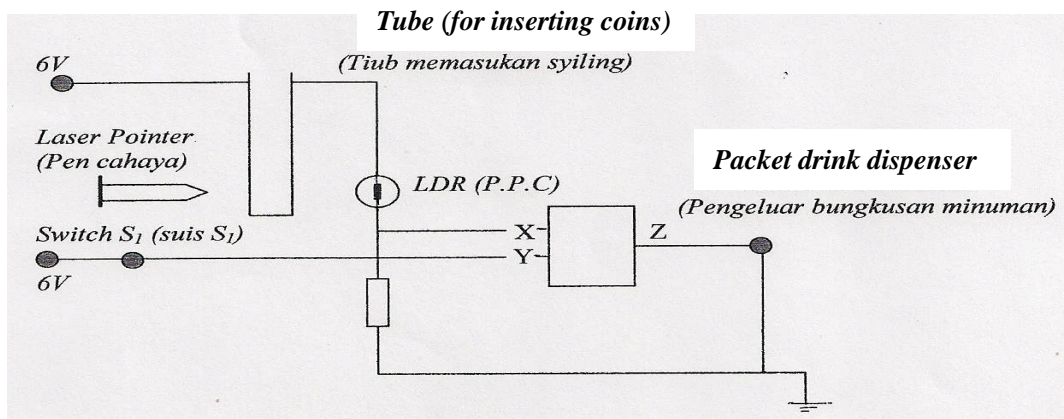 Tube (for inserting coins)
(Tiub memasukan syiling)
6V
Laser Pointer
(Pen cahaya)
LDR (P.P.C)
Packet drink dispenser
(Pengeluar bungkusan minuman)
Switch S1 (suis S1)
6V
X
Y
Z